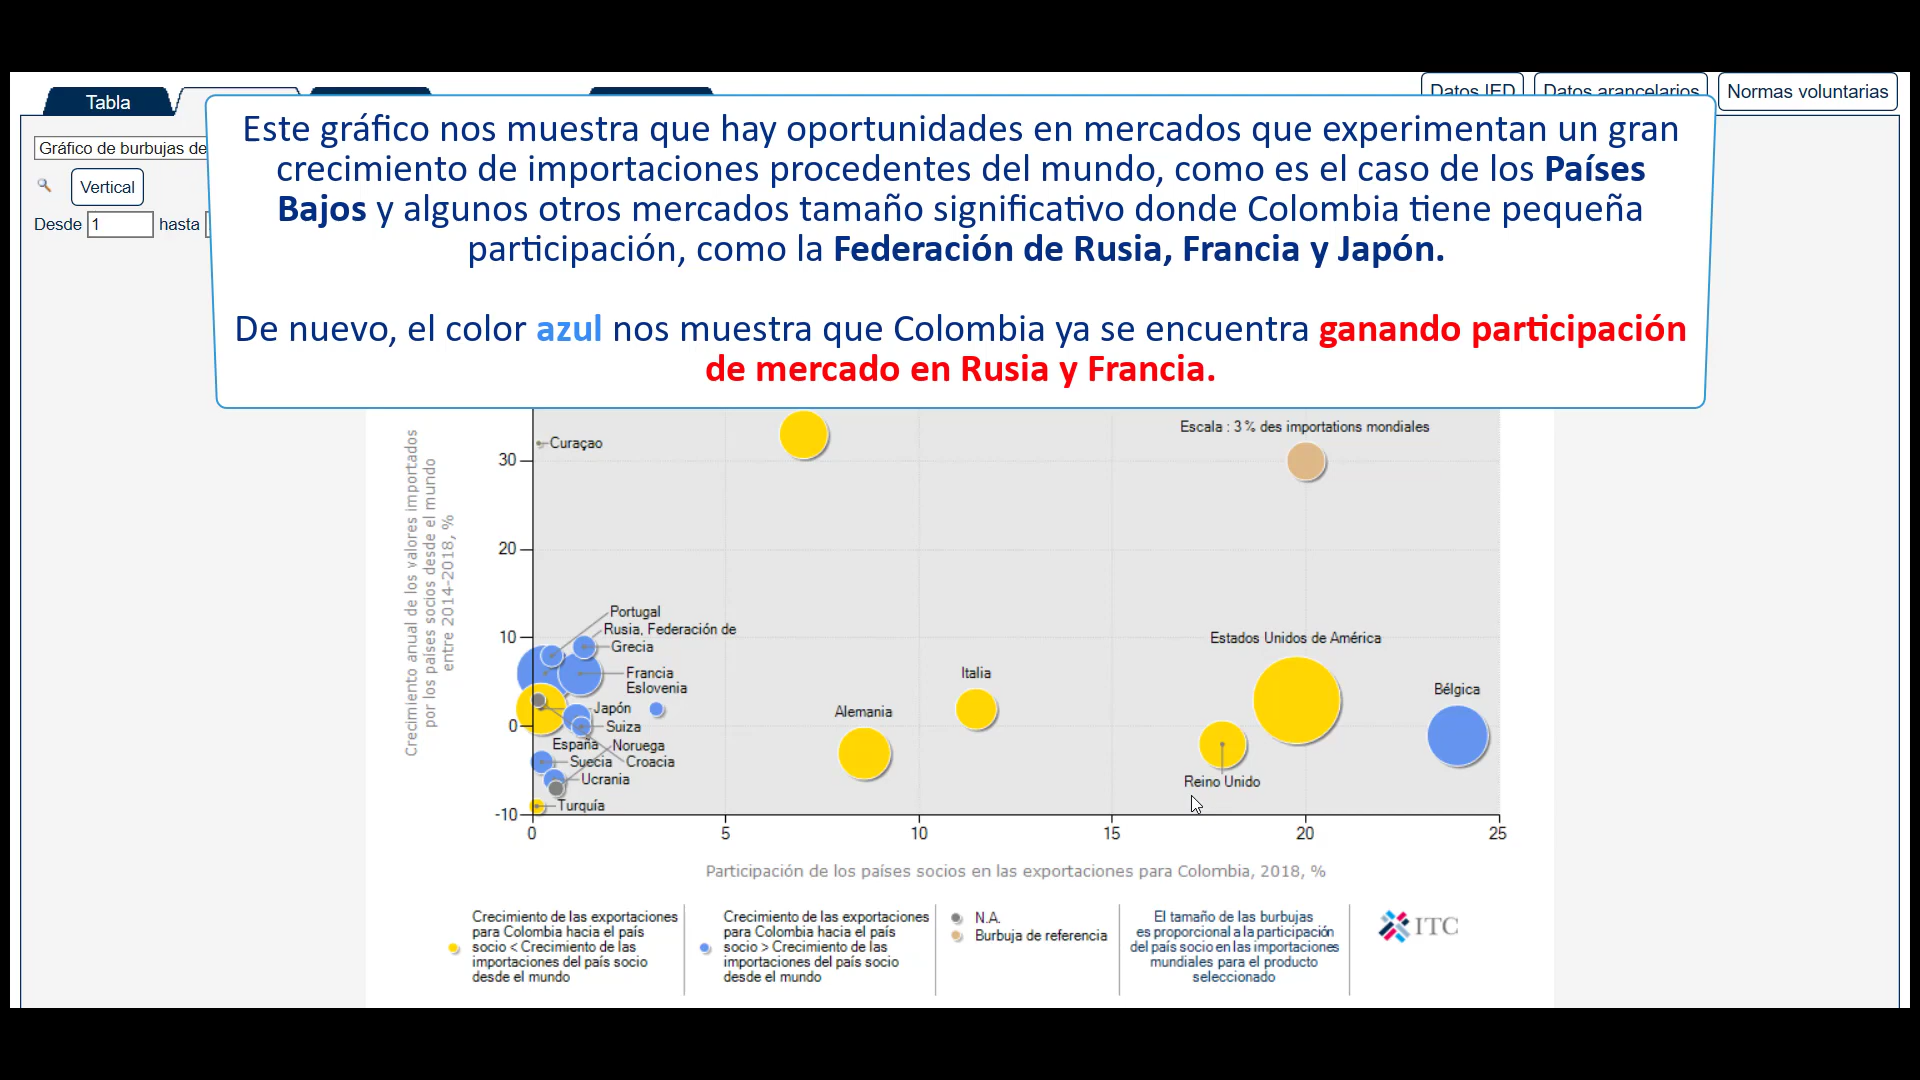 Tabla
Datos IED
Datos arancelarios
Normas voluntarias
Gráfico de burbujas de
Vertical
Desde 1 hasta
Este gráfico nos muestra que hay oportunidades en mercados que experimentan un gran
crecimiento de importaciones procedentes del mundo, como es el caso de los Países
Bajos y algunos otros mercados tamaño significativo donde Colombia tiene pequeña
participación, como la Federación de Rusia, Francia y Japón.
De nuevo, el color azul nos muestra que Colombia ya se encuentra ganando participación
de mercado en Rusia y Francia.
Crecimiento anual de los valores importados
por los países socios desde el mundo
entre 2014-2018, %
30
20
10
0
-10
Curaçao
Escala : 3 % des importations mondiales
Portugal
Rusia, Federación de
Grecia
Francia
Eslovenia
Japón
Suiza
España
Noruega
Suecia
Croacia
Ucrania
Turquía
Alemania
Italia
Estados Unidos de América
Reino Unido
Bélgica
0
5
10
15
20
25
Participación de los países socios en las exportaciones para Colombia, 2018, %
Crecimiento de las exportaciones
para Colombia hacia el país
socio < Crecimiento de las
importaciones del país socio
desde el mundo
Crecimiento de las exportaciones
para Colombia hacia el país
socio > Crecimiento de las
importaciones del país socio
desde el mundo
N.A.
Burbuja de referencia
El tamaño de las burbujas
es proporcional a la participación
del país socio en las importaciones
mundiales para el producto
seleccionado
ITC